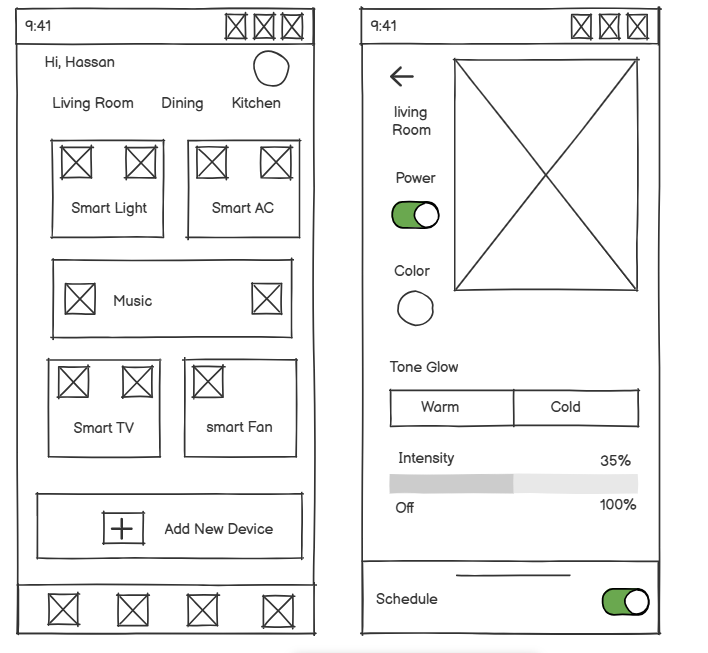 9:41
Hi, Hassan
Living Room Dining Kitchen
Smart Light Smart AC
Music
Smart TV smart Fan
Add New Device
9:41
living
Room
Power
Color
Tone Glow
Warm Cold
Intensity 35%
Off 100%
Schedule